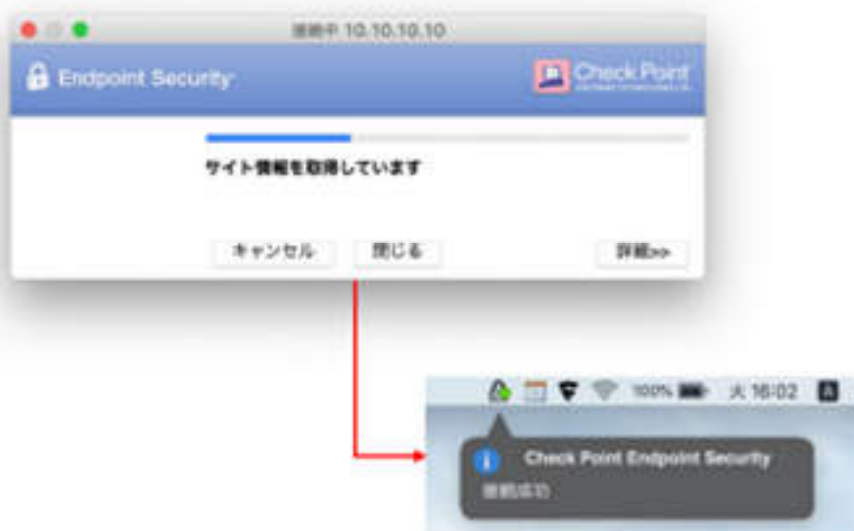 接続中 10.10.10.10
Endpoint Security
Check Point
サイト情報を取得しています
キャンセル
閉じる
詳細>>
100%
火 16:02
A
Check Point Endpoint Security
接続成功